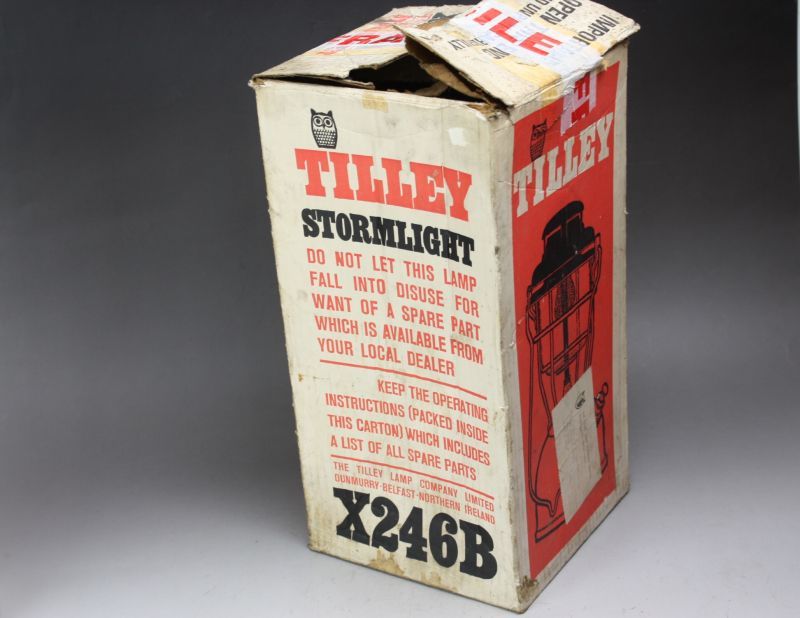 TILLEY
STORMLIGHT
DO NOT LET THIS LAMP
FALL INTO DISUSE FOR
WANT OF A SPARE PART
WHICH IS AVAILABLE FROM
YOUR LOCAL DEALER
KEEP THE OPERATING
INSTRUCTIONS (PACKED INSIDE
THIS CARTON) WHICH INCLUDES
A LIST OF ALL SPARE PARTS
THE TILLEY LAMP COMPANY LIMITED
DUNMURRY·BELFAST·NORTHERN IRELAND
X246B
TILLEY
OPEN